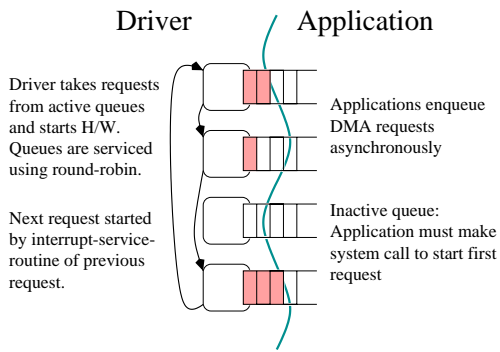 Driver
Application
Driver takes requests
from active queues
and starts H/W.
Queues are serviced
using round-robin.
Applications enqueue
DMA requests
asynchronously
Next request started
by interrupt-service-
routine of previous
request.
Inactive queue:
Application must make
system call to start first
request